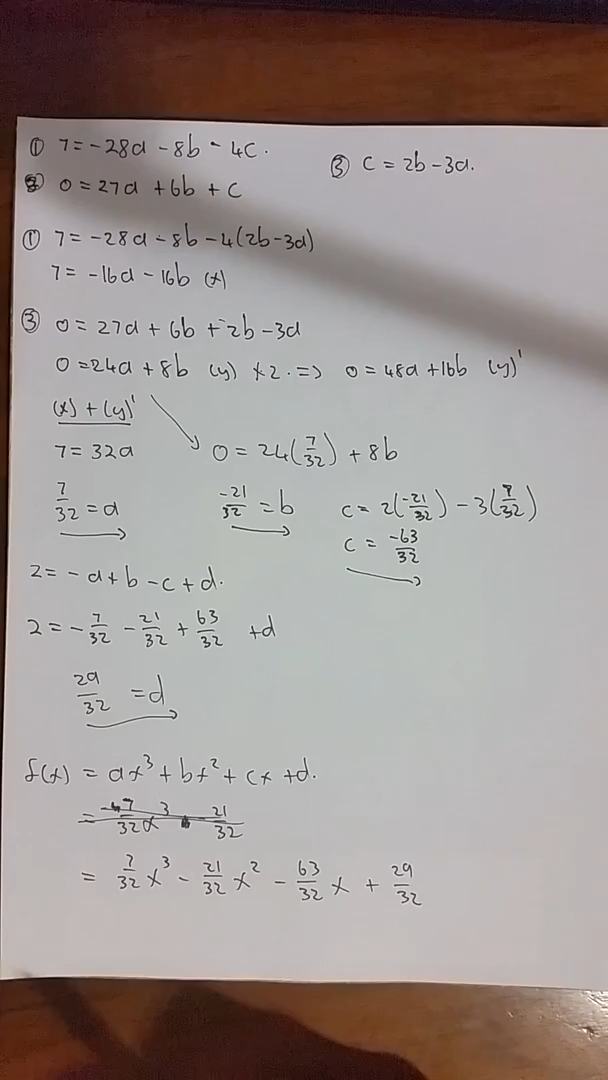 ① 7 = -28a - 8b - 4c.
③ c = 2b - 3a.
② 0 = 27a + 6b + c
① 7 = -28a - 8b - 4(2b - 3a)
7 = -16a - 16b (x)
③ 0 = 27a + 6b + 2b - 3a
0 = 24a + 8b (y) × 2. => 0 = 48a + 16b (y)'
(x) + (y)'
7 = 32a
0 = 24(7/32) + 8b
7/32 = a
-21/32 = b
c = 2(-21/32) - 3(7/32)
c = -63/32
2 = -a + b - c + d.
2 = -7/32 - 21/32 + 63/32 + d
29/32 = d
f(x) = ax³ + bx² + cx + d.
= 7/32 x³ - 21/32 x² - 63/32 x + 29/32